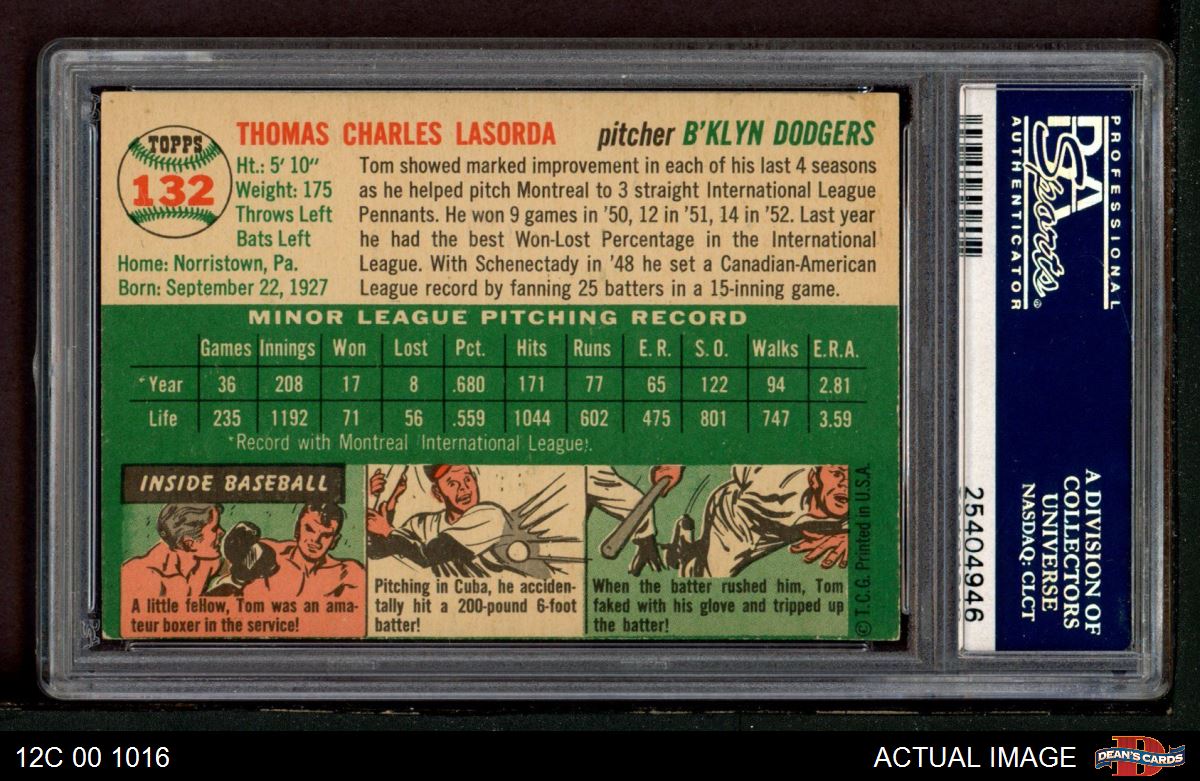 TOPPS
132
THOMAS CHARLES LASORDA pitcher B'KLYN DODGERS
Ht.: 5' 10"
Weight: 175
Throws Left
Bats Left
Home: Norristown, Pa.
Born: September 22, 1927
Tom showed marked improvement in each of his last 4 seasons
as he helped pitch Montreal to 3 straight International League
Pennants. He won 9 games in '50, 12 in '51, 14 in '52. Last year
he had the best Won-Lost Percentage in the International
League. With Schenectady in '48 he set a Canadian-American
League record by fanning 25 batters in a 15-inning game.
MINOR LEAGUE PITCHING RECORD
Games Innings Won Lost Pct. Hits Runs E.R. S.O. Walks E.R.A.
*Year 36 208 17 8 .680 171 77 65 122 94 2.81
Life 235 1192 71 56 .559 1044 602 475 801 747 3.59
*Record with Montreal (International League).
INSIDE BASEBALL
A little fellow, Tom was an ama-
teur boxer in the service!
Pitching in Cuba, he acciden-
tally hit a 200-pound 6-foot
batter!
When the batter rushed him, Tom
faked with his glove and tripped up
the batter!
© T.C.G. Printed in U.S.A.
PROFESSIONAL
PSA
Sports®
AUTHENTICATOR
A DIVISION OF
COLLECTORS
UNIVERSE
NASDAQ: CLCT
25404946
12C 00 1016
ACTUAL IMAGE
D
DEAN'S CARDS